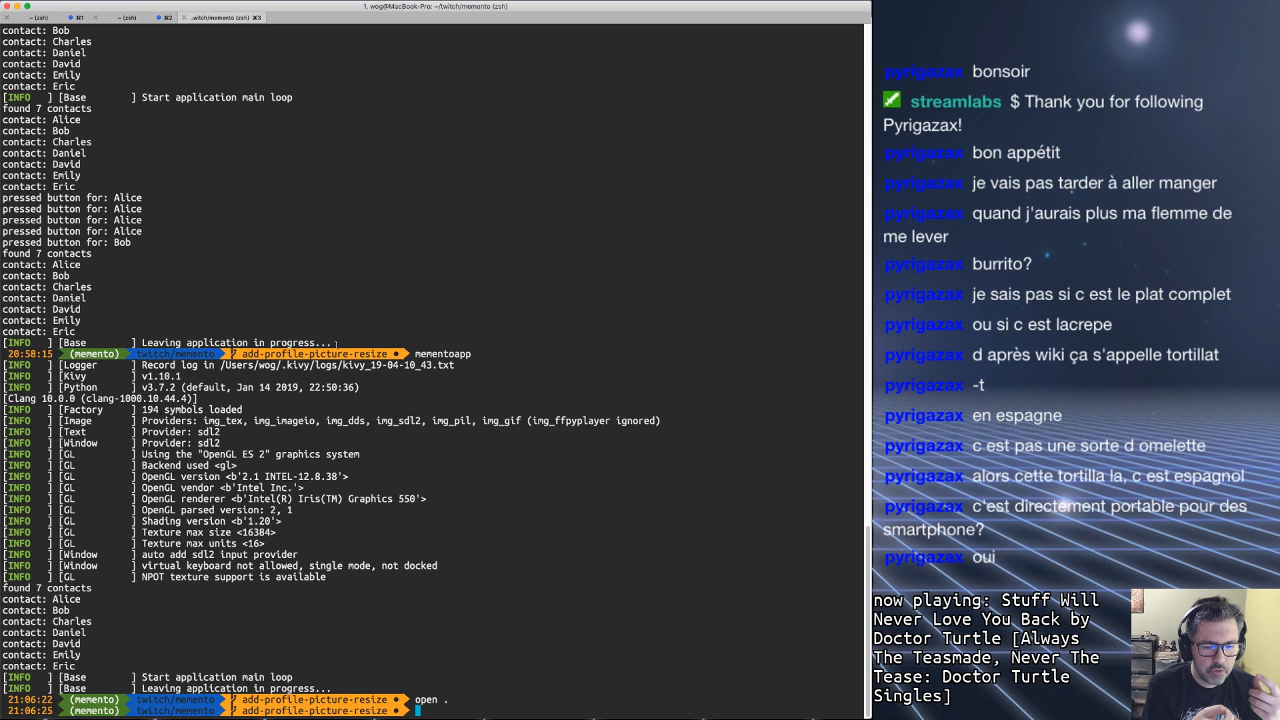 1. wog@MacBook-Pro: ~/twitch/memento (zsh)
~ (zsh) ⌘1 ~ (zsh) ⌘2 ..witch/memento (zsh) ⌘3
contact: Bob
contact: Charles
contact: Daniel
contact: David
contact: Emily
contact: Eric
[INFO   ] [Base        ] Start application main loop
found 7 contacts
contact: Alice
contact: Bob
contact: Charles
contact: Daniel
contact: David
contact: Emily
contact: Eric
pressed button for: Alice
pressed button for: Alice
pressed button for: Alice
pressed button for: Alice
pressed button for: Bob
found 7 contacts
contact: Alice
contact: Bob
contact: Charles
contact: Daniel
contact: David
contact: Emily
contact: Eric
[INFO   ] [Base        ] Leaving application in progress...
20:58:15 (memento) twitch/memento add-profile-picture-resize ● mementoapp
[INFO   ] [Logger      ] Record log in /Users/wog/.kivy/logs/kivy_19-04-10_43.txt
[INFO   ] [Kivy        ] v1.10.1
[INFO   ] [Python      ] v3.7.2 (default, Jan 14 2019, 22:50:36)
[Clang 10.0.0 (clang-1000.10.44.4)]
[INFO   ] [Factory     ] 194 symbols loaded
[INFO   ] [Image       ] Providers: img_tex, img_imageio, img_dds, img_sdl2, img_pil, img_gif (img_ffpyplayer ignored)
[INFO   ] [Text        ] Provider: sdl2
[INFO   ] [Window      ] Provider: sdl2
[INFO   ] [GL          ] Using the "OpenGL ES 2" graphics system
[INFO   ] [GL          ] Backend used <gl>
[INFO   ] [GL          ] OpenGL version <b'2.1 INTEL-12.8.38'>
[INFO   ] [GL          ] OpenGL vendor <b'Intel Inc.'>
[INFO   ] [GL          ] OpenGL renderer <b'Intel(R) Iris(TM) Graphics 550'>
[INFO   ] [GL          ] OpenGL parsed version: 2, 1
[INFO   ] [GL          ] Shading version <b'1.20'>
[INFO   ] [GL          ] Texture max size <16384>
[INFO   ] [GL          ] Texture max units <16>
[INFO   ] [Window      ] auto add sdl2 input provider
[INFO   ] [Window      ] virtual keyboard not allowed, single mode, not docked
[INFO   ] [GL          ] NPOT texture support is available
found 7 contacts
contact: Alice
contact: Bob
contact: Charles
contact: Daniel
contact: David
contact: Emily
contact: Eric
[INFO   ] [Base        ] Start application main loop
[INFO   ] [Base        ] Leaving application in progress...
21:06:22 (memento) twitch/memento add-profile-picture-resize ● open .
21:06:25 (memento) twitch/memento add-profile-picture-resize ●
pyrigazax bonsoir
streamlabs $ Thank you for following
Pyrigazax!
pyrigazax bon appétit
pyrigazax je vais pas tarder à aller manger
pyrigazax quand j'aurais plus ma flemme de
me lever
pyrigazax burrito?
pyrigazax je sais pas si c est le plat complet
pyrigazax ou si c est lacrepe
pyrigazax d après wiki ça s'appelle tortillat
pyrigazax -t
pyrigazax en espagne
pyrigazax c est pas une sorte d omelette
pyrigazax alors cette tortilla la, c est espagnol
pyrigazax c'est directement portable pour des
smartphone?
pyrigazax oui
now playing: Stuff Will
Never Love You Back by
Doctor Turtle [Always
The Teasmade, Never The
Tease: Doctor Turtle
Singles]